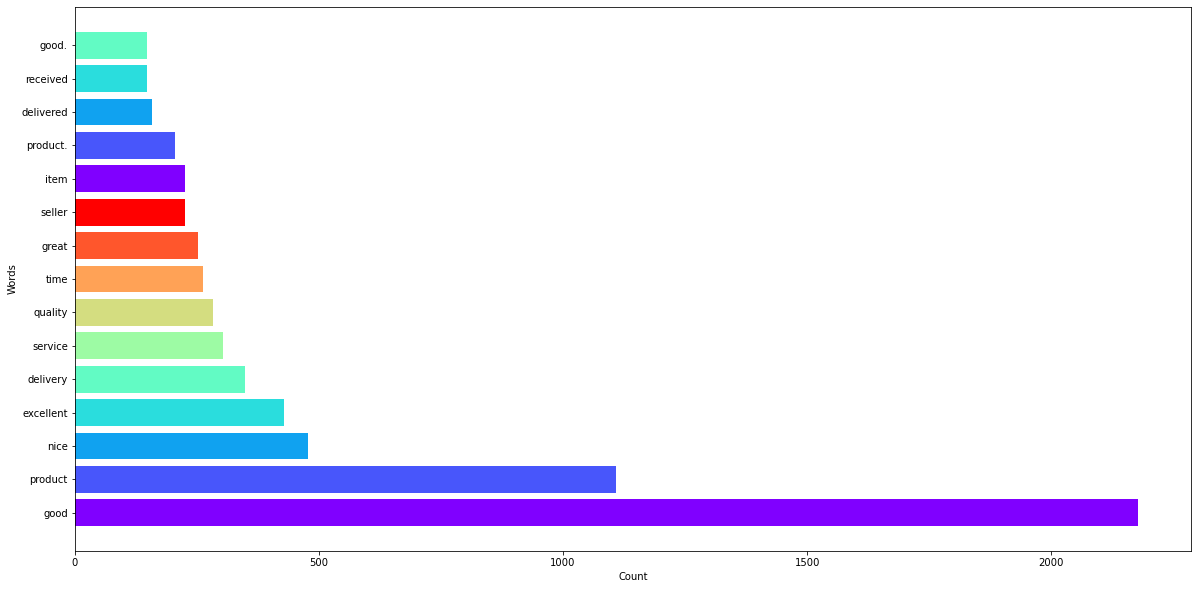 good.
received
delivered
product.
item
seller
great
time
quality
service
delivery
excellent
nice
product
good
Words
0 500 1000 1500 2000
Count